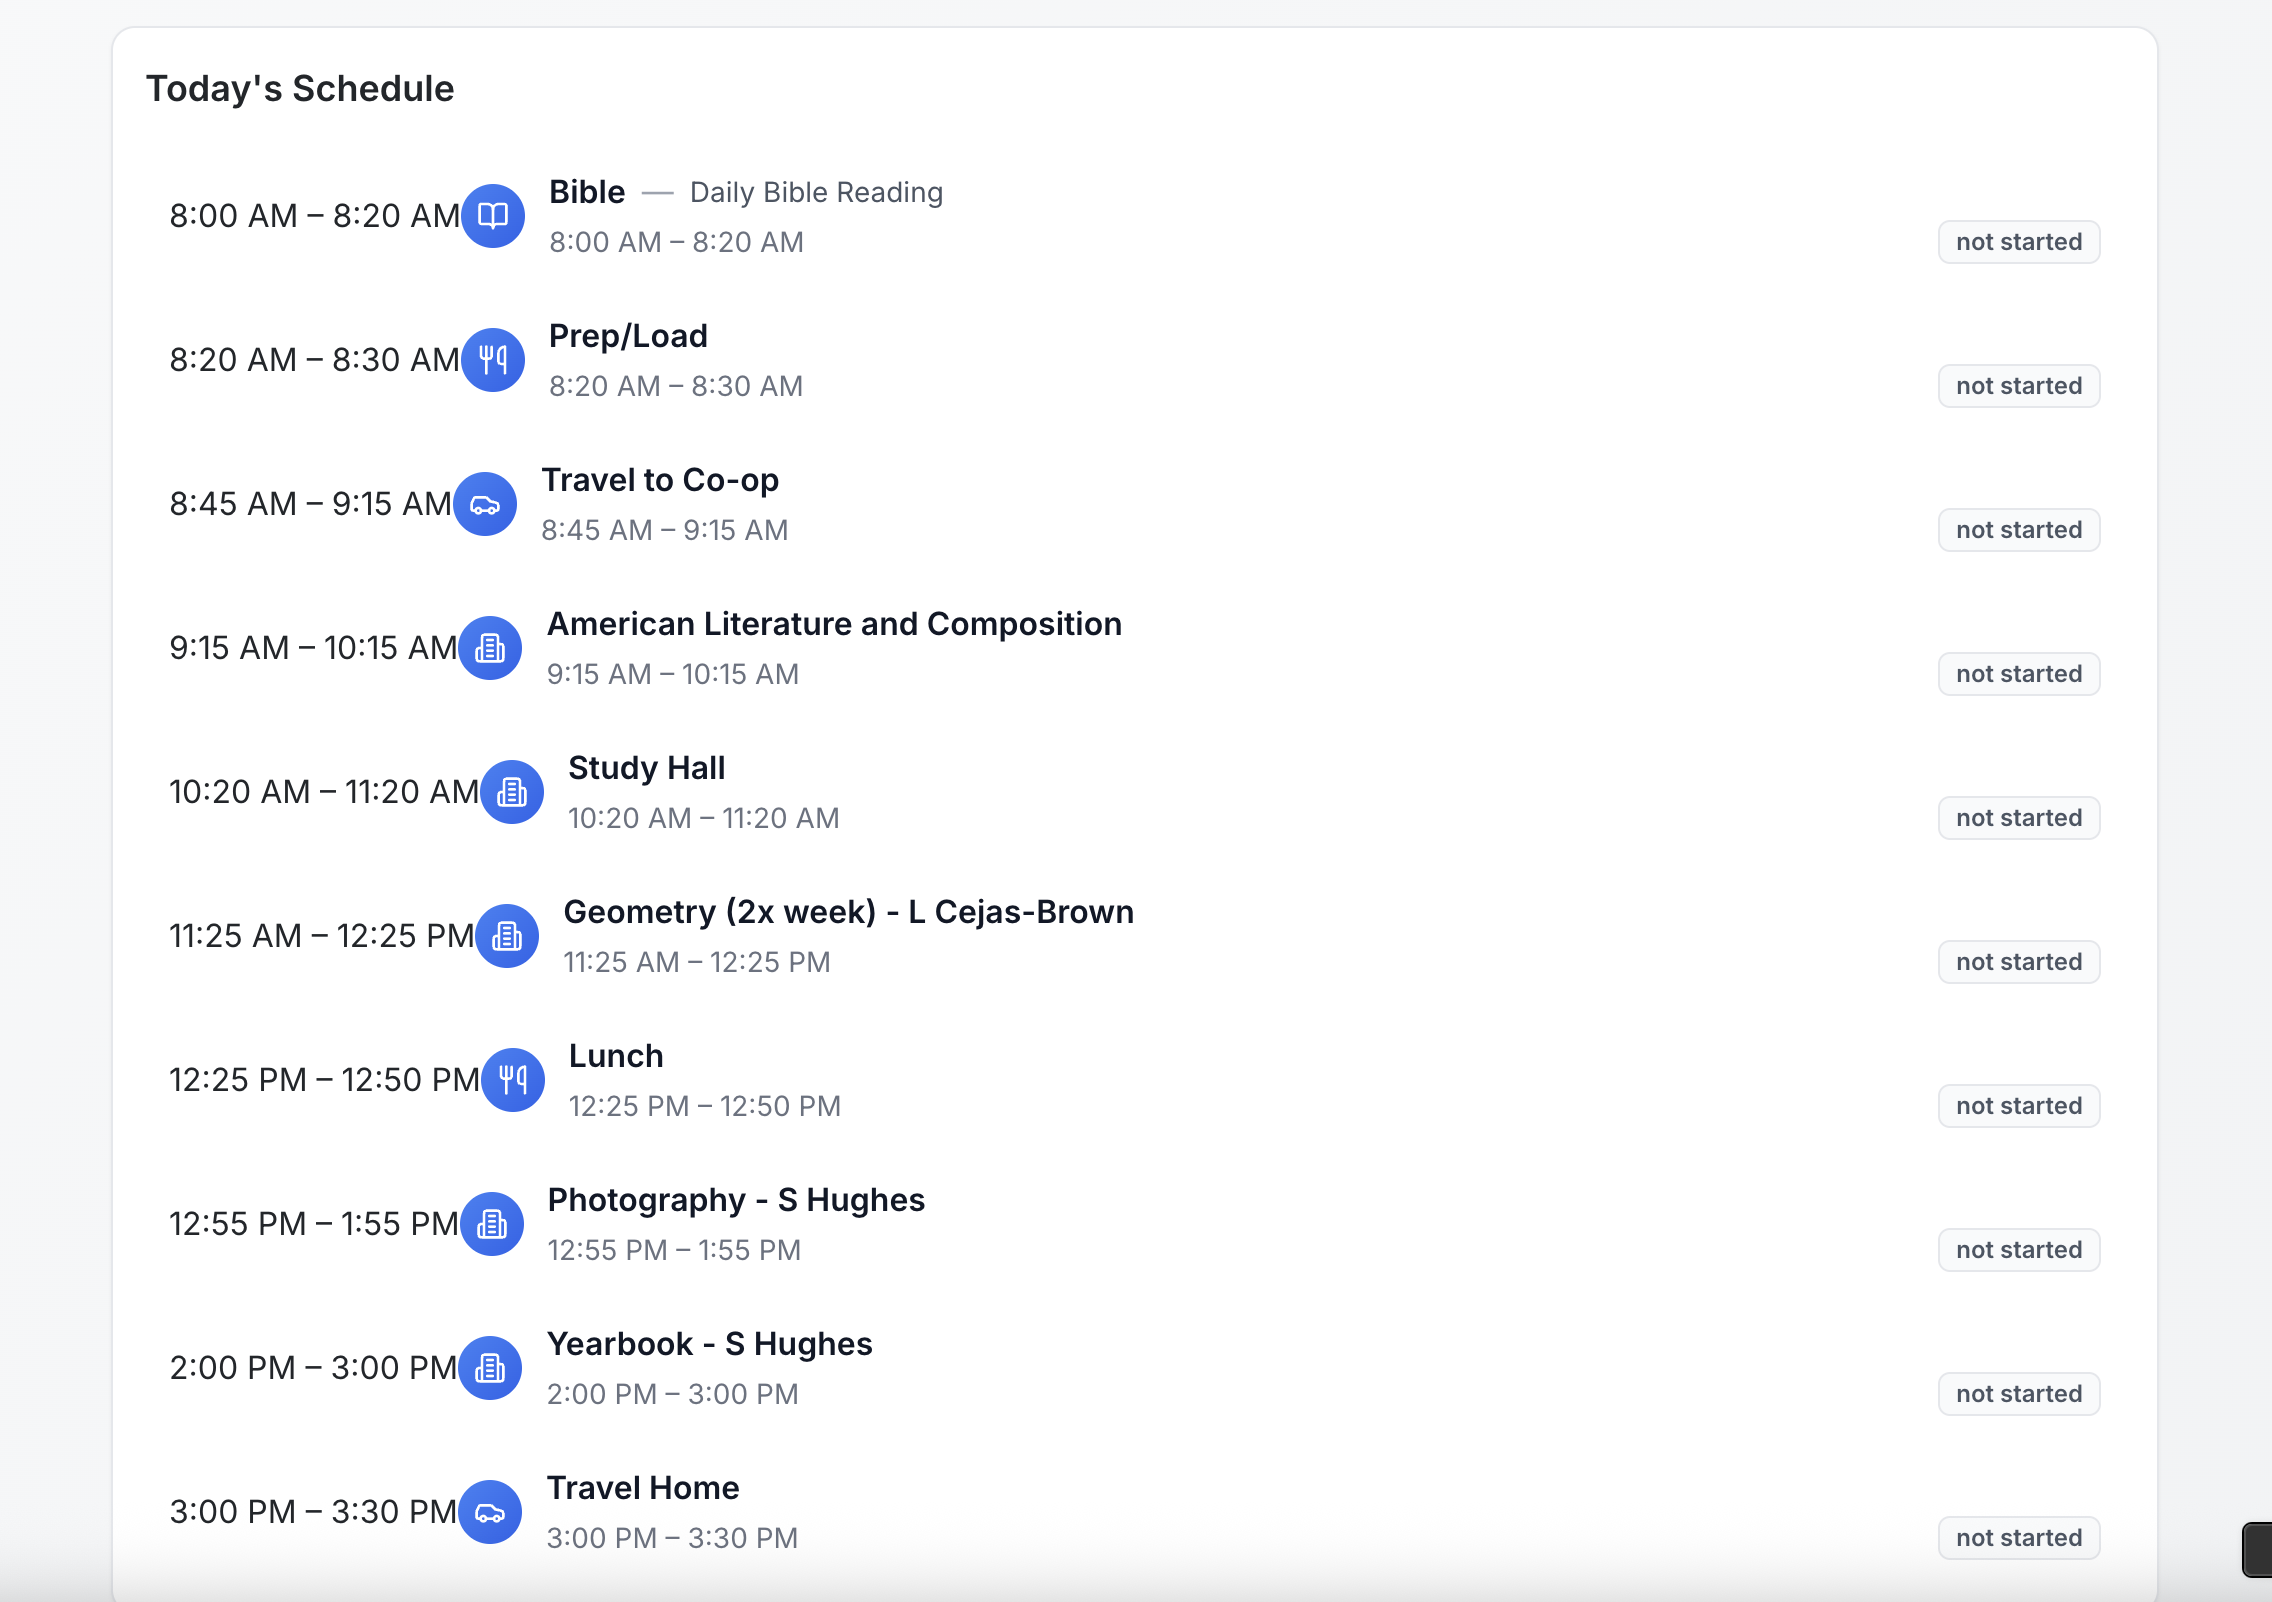 Today's Schedule
8:00 AM – 8:20 AM
Bible — Daily Bible Reading
8:00 AM – 8:20 AM
not started
8:20 AM – 8:30 AM
Prep/Load
8:20 AM – 8:30 AM
not started
8:45 AM – 9:15 AM
Travel to Co-op
8:45 AM – 9:15 AM
not started
9:15 AM – 10:15 AM
American Literature and Composition
9:15 AM – 10:15 AM
not started
10:20 AM – 11:20 AM
Study Hall
10:20 AM – 11:20 AM
not started
11:25 AM – 12:25 PM
Geometry (2x week) - L Cejas-Brown
11:25 AM – 12:25 PM
not started
12:25 PM – 12:50 PM
Lunch
12:25 PM – 12:50 PM
not started
12:55 PM – 1:55 PM
Photography - S Hughes
12:55 PM – 1:55 PM
not started
2:00 PM – 3:00 PM
Yearbook - S Hughes
2:00 PM – 3:00 PM
not started
3:00 PM – 3:30 PM
Travel Home
3:00 PM – 3:30 PM
not started